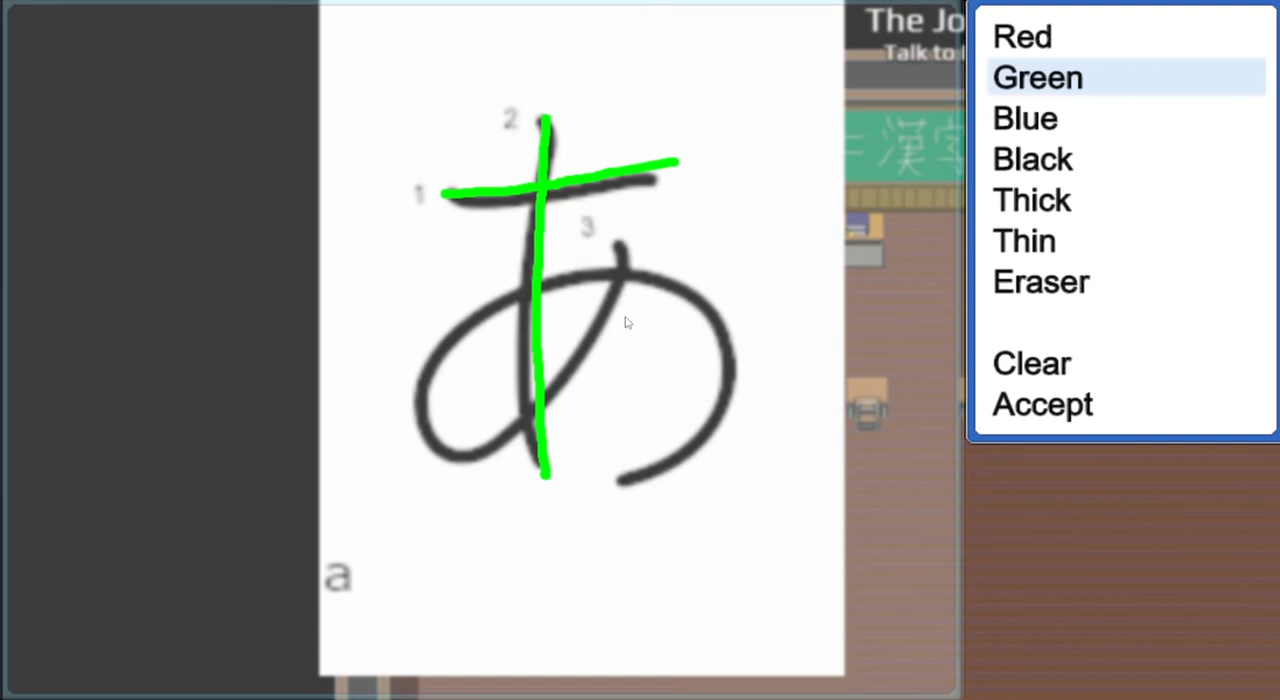 The Jo
Talk to
2
1
3
あ
a
漢字
Red
Green
Blue
Black
Thick
Thin
Eraser
Clear
Accept